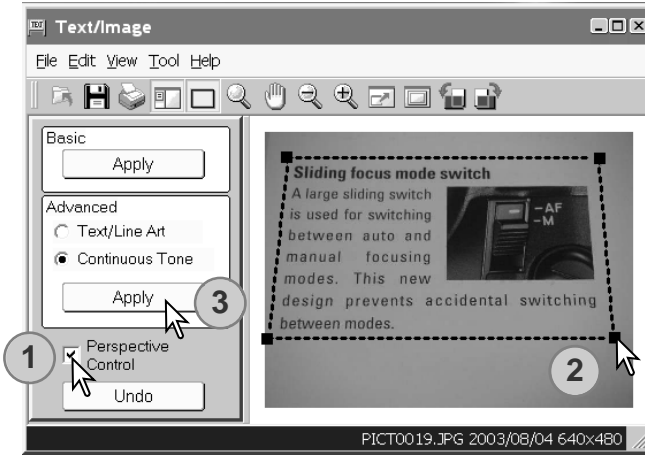 TEXT Text/Image
File Edit View Tool Help
Basic
Apply
Advanced
Text/Line Art
Continuous Tone
Apply
3
1
Perspective
Control
Undo
Sliding focus mode switch
A large sliding switch
is used for switching
between auto and
manual focusing
modes. This new
design prevents accidental switching
between modes.
-AF
-M
2
PICT0019.JPG 2003/08/04 640x480